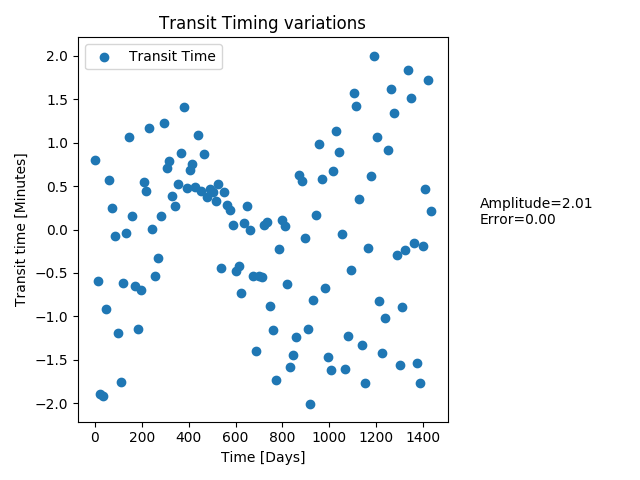 Transit Timing variations
Transit Time
2.0
1.5
1.0
0.5
0.0
−0.5
−1.0
−1.5
−2.0
Transit time [Minutes]
0 200 400 600 800 1000 1200 1400
Time [Days]
Amplitude=2.01
Error=0.00